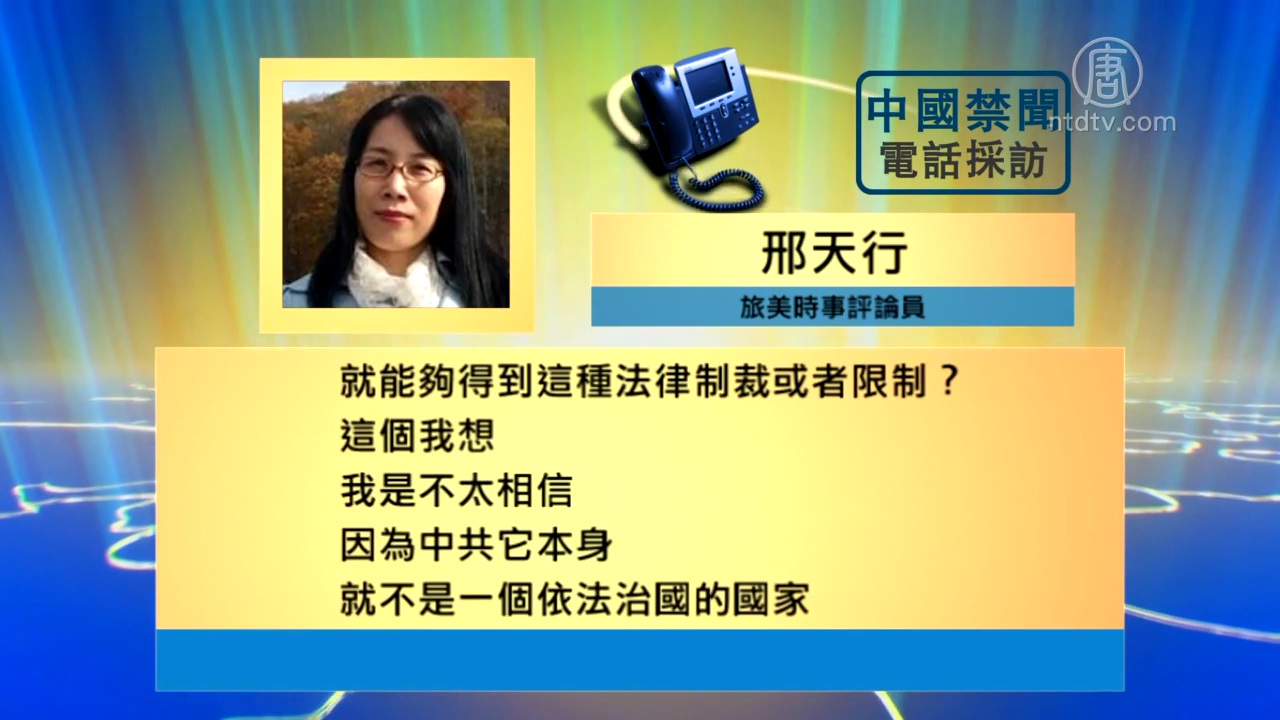 唐
中國禁聞
ntdtv.com
電話採訪
邢天行
旅美時事評論員
就能夠得到這種法律制裁或者限制？
這個我想
我是不太相信
因為中共它本身
就不是一個依法治國的國家